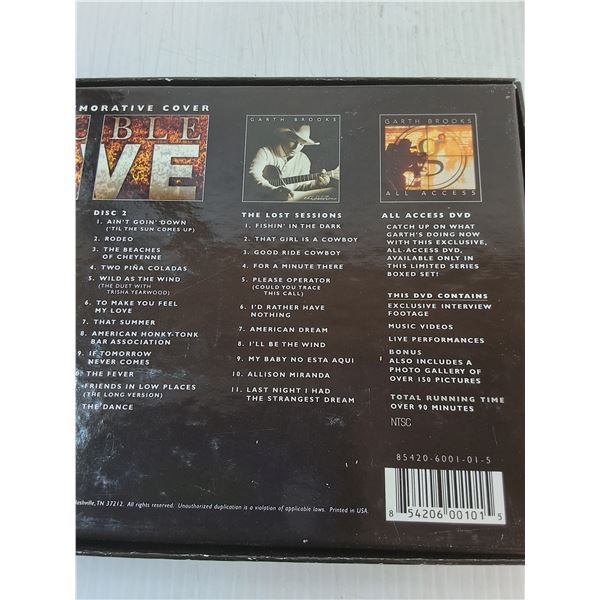 MORATIVE COVER
BLE
VE
DISC 2
1. AIN'T GOIN' DOWN
('TIL THE SUN COMES UP)
2. RODEO
3. THE BEACHES
OF CHEYENNE
4. TWO PIÑA COLADAS
5. WILD AS THE WIND
(THE DUET WITH
TRISHA YEARWOOD)
6. TO MAKE YOU FEEL
MY LOVE
7. THAT SUMMER
8. AMERICAN HONKY-TONK
BAR ASSOCIATION
9. IF TOMORROW
NEVER COMES
0. THE FEVER
FRIENDS IN LOW PLACES
(THE LONG VERSION)
THE DANCE
GARTH BROOKS
THE LOST SESSIONS
1. FISHIN' IN THE DARK
2. THAT GIRL IS A COWBOY
3. GOOD RIDE COWBOY
4. FOR A MINUTE THERE
5. PLEASE OPERATOR
(COULD YOU TRACE
THIS CALL)
6. I'D RATHER HAVE
NOTHING
7. AMERICAN DREAM
8. I'LL BE THE WIND
9. MY BABY NO ESTA AQUI
10. ALLISON MIRANDA
11. LAST NIGHT I HAD
THE STRANGEST DREAM
GARTH BROOKS
ALL ACCESS
ALL ACCESS DVD
CATCH UP ON WHAT
GARTH'S DOING NOW
WITH THIS EXCLUSIVE,
ALL-ACCESS DVD,
AVAILABLE ONLY IN
THIS LIMITED SERIES
BOXED SET!
THIS DVD CONTAINS
EXCLUSIVE INTERVIEW
FOOTAGE
MUSIC VIDEOS
LIVE PERFORMANCES
BONUS
ALSO INCLUDES A
PHOTO GALLERY OF
OVER 150 PICTURES
TOTAL RUNNING TIME
OVER 90 MINUTES
NTSC
85420-6001-01-5
8 54206 00101 5
Nashville, TN 37212. All rights reserved. Unauthorized duplication is a violation of applicable laws. Printed in USA.